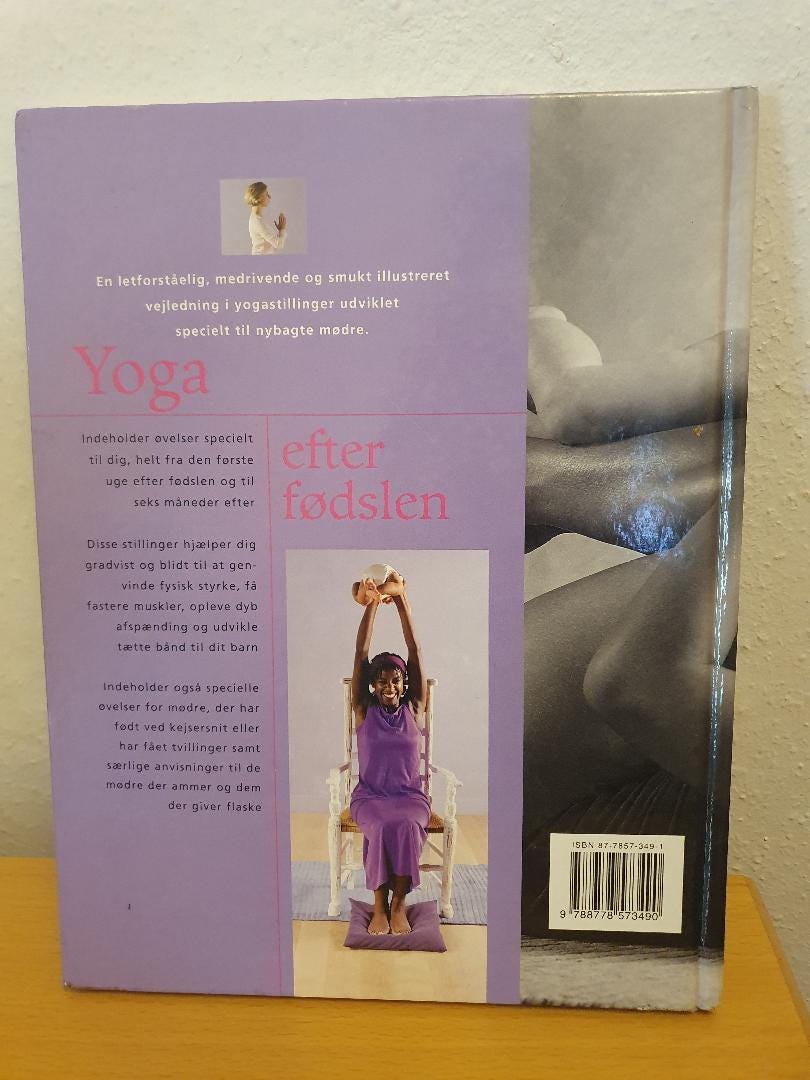 En letforståelig, medrivende og smukt illustreret
vejledning i yogastillinger udviklet
specielt til nybagte mødre.
Yoga
efter
fødslen
Indeholder øvelser specielt
til dig, helt fra den første
uge efter fødslen og til
seks måneder efter
Disse stillinger hjælper dig
gradvist og blidt til at gen-
vinde fysisk styrke, få
fastere muskler, opleve dyb
afspænding og udvikle
tætte bånd til dit barn
Indeholder også specielle
øvelser for mødre, der har
født ved kejsersnit eller
har fået tvillinger samt
særlige anvisninger til de
mødre der ammer og dem
der giver flaske
ISBN 87-7857-349-1
9 788778 573490